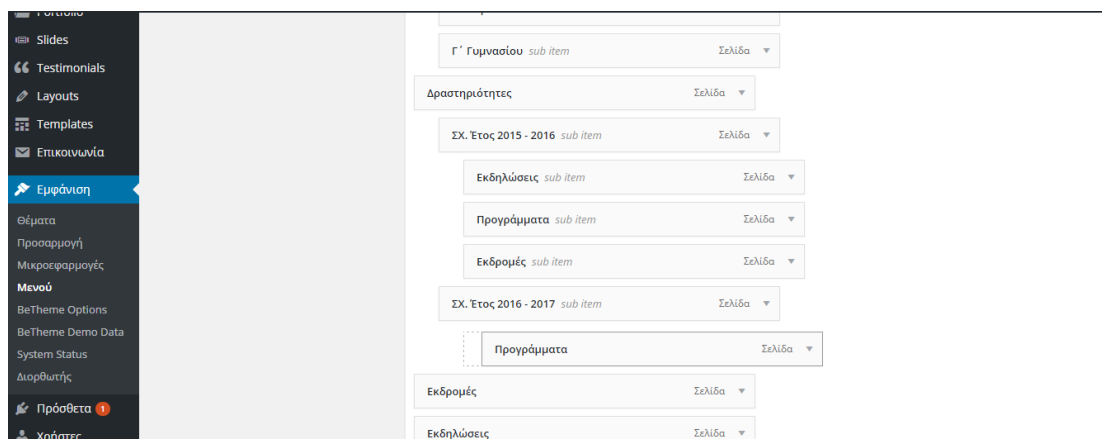 Portfolio
Slides
Testimonials
Layouts
Templates
Επικοινωνία
Εμφάνιση
Θέματα
Προσαρμογή
Μικροεφαρμογές
Μενού
BeTheme Options
BeTheme Demo Data
System Status
Διορθωτής
Πρόσθετα 1
Χρήστες
Γ΄ Γυμνασίου sub item Σελίδα
Δραστηριότητες Σελίδα
ΣΧ. Έτος 2015 - 2016 sub item Σελίδα
Εκδηλώσεις sub item Σελίδα
Προγράμματα sub item Σελίδα
Εκδρομές sub item Σελίδα
ΣΧ. Έτος 2016 - 2017 sub item Σελίδα
Προγράμματα Σελίδα
Εκδρομές Σελίδα
Εκδηλώσεις Σελίδα